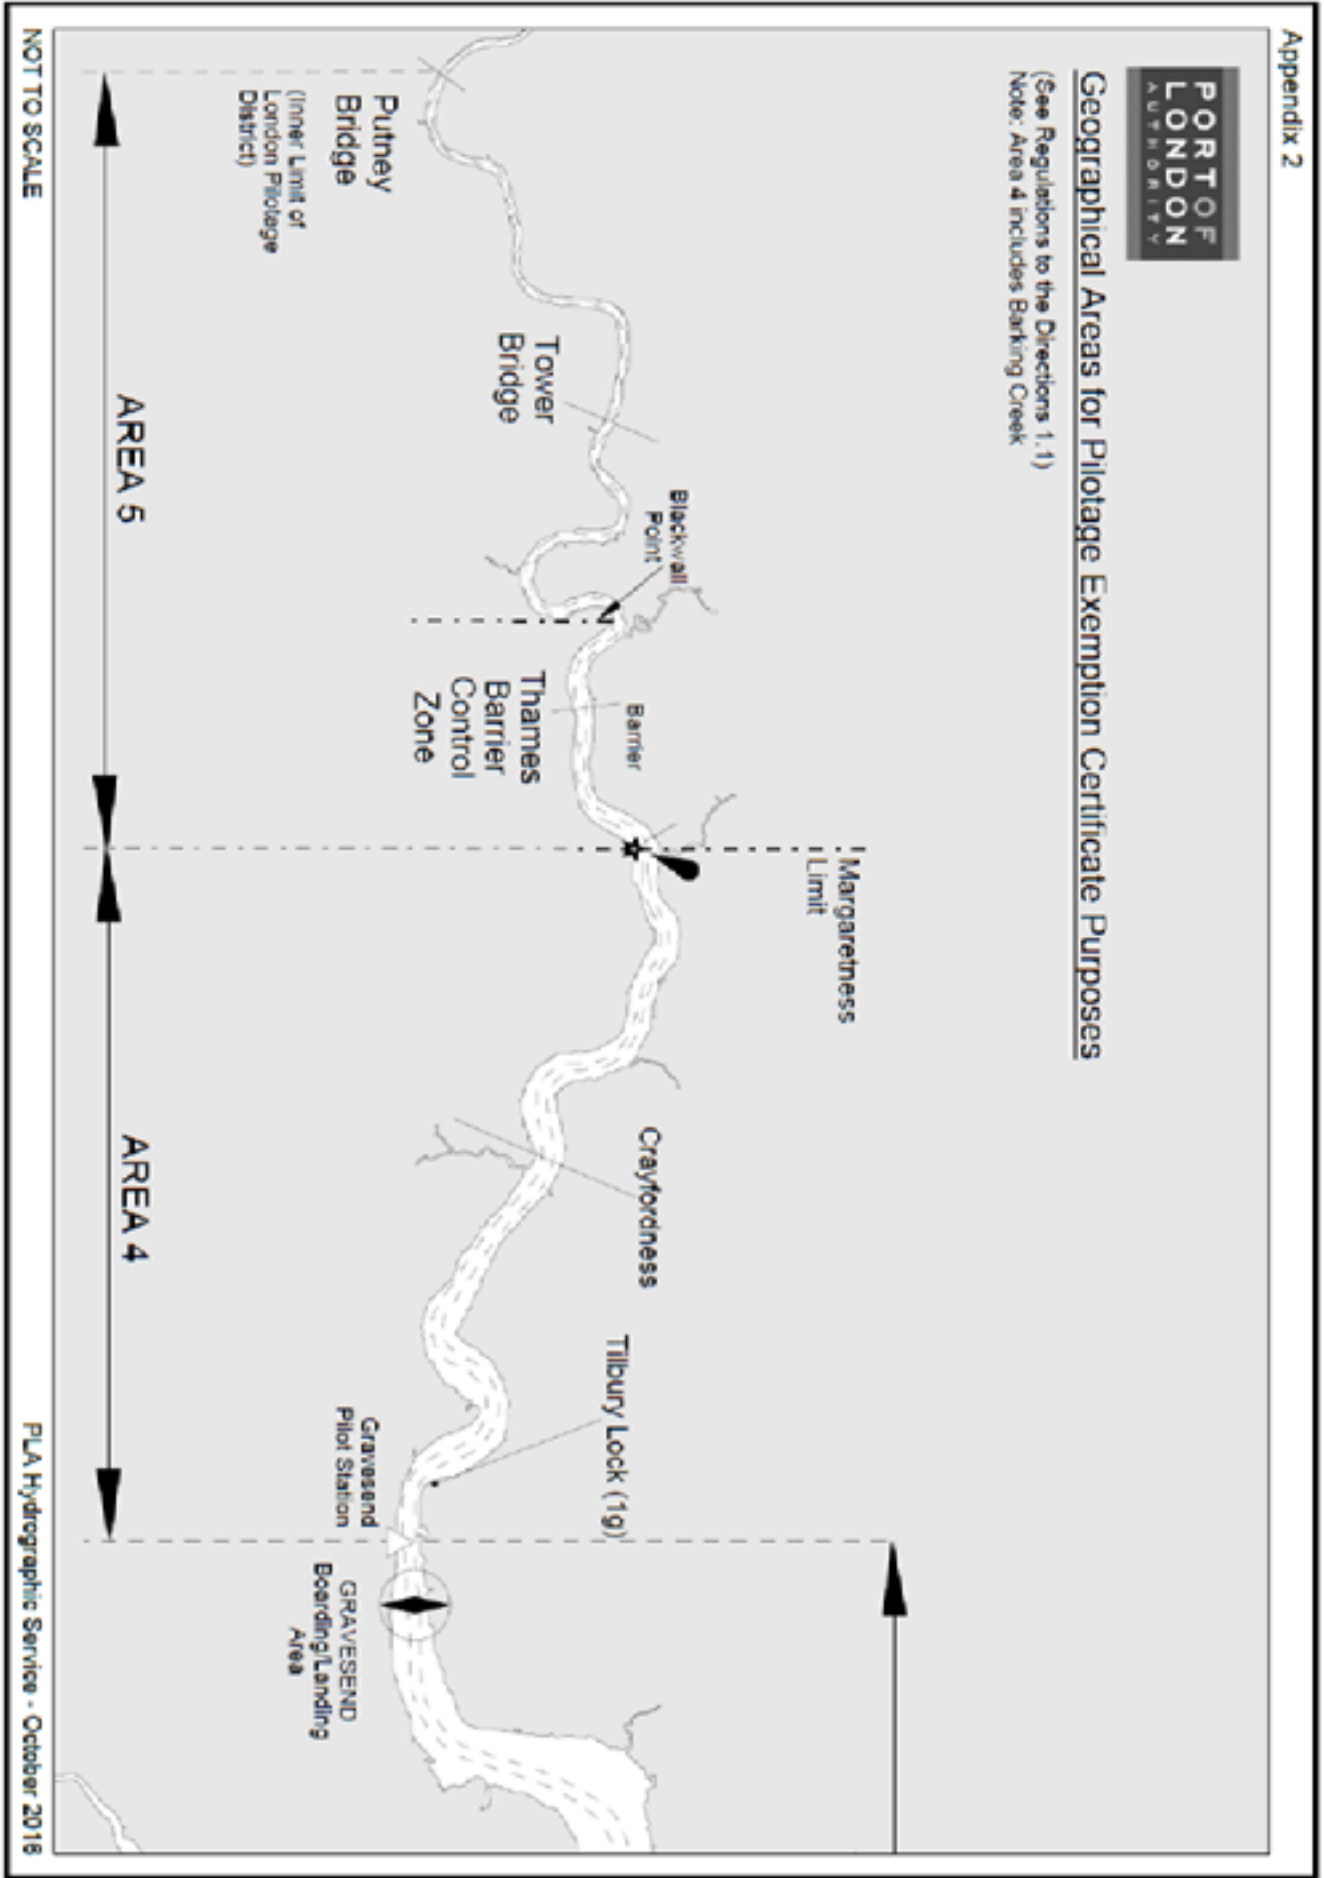 Appendix 2
PORT OF
LONDON
AUTHORITY
Geographical Areas for Pilotage Exemption Certificate Purposes
(See Regulations to the Directions 1.1)
Note: Area 4 includes Barking Creek
Margaretness
Limit
Blackwall
Point
Barrier
Crayfordness
Tilbury Lock (1g)
Tower
Bridge
Thames
Barrier
Control
Zone
Putney
Bridge
(Inner Limit of
London Pilotage
District)
Gravesend
Pilot Station
GRAVESEND
Boarding/Landing
Area
AREA 5
AREA 4
NOT TO SCALE
PLA Hydrographic Service - October 2016